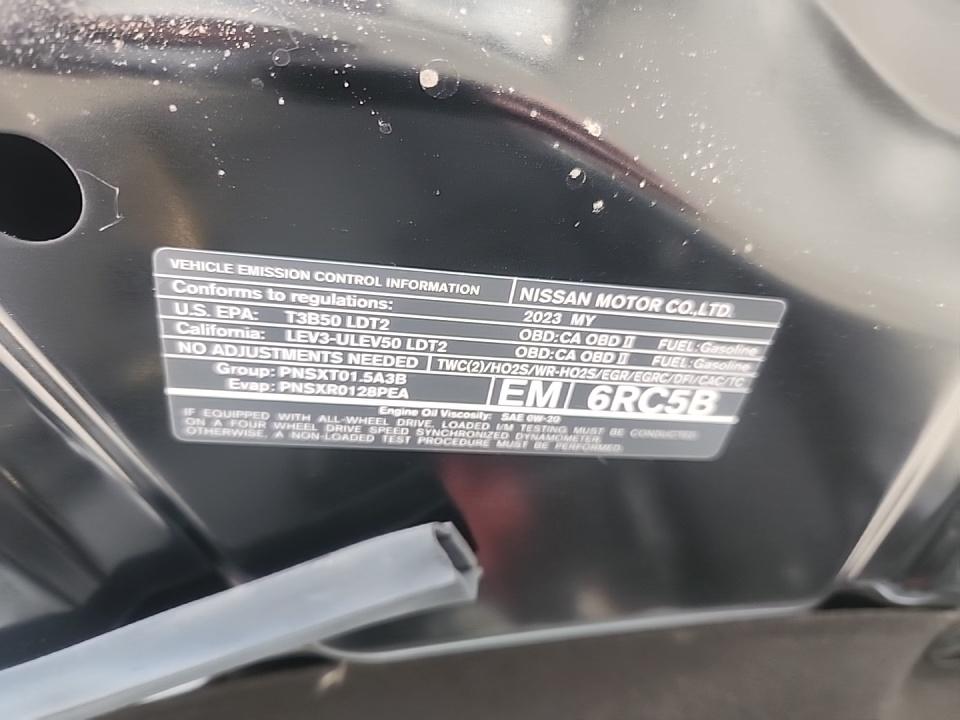 VEHICLE EMISSION CONTROL INFORMATION
NISSAN MOTOR CO.,LTD.
Conforms to regulations:
2023 MY
U.S. EPA: T3B50 LDT2
OBD:CA OBD II FUEL:Gasoline
California: LEV3-ULEV50 LDT2
OBD:CA OBD II FUEL:Gasoline
NO ADJUSTMENTS NEEDED
TWC(2)/HO2S/WR-HO2S/EGR/EGRC/DFI/CAC/TC
Group: PNSXT01.5A3B
Evap: PNSXR0128PEA
EM 6RC5B
Engine Oil Viscosity: SAE 0W-20
IF EQUIPPED WITH ALL-WHEEL DRIVE, LOADED I/M TESTING MUST BE CONDUCTED
ON A FOUR WHEEL DRIVE SPEED SYNCHRONIZED DYNAMOMETER.
OTHERWISE, A NON-LOADED TEST PROCEDURE MUST BE PERFORMED.